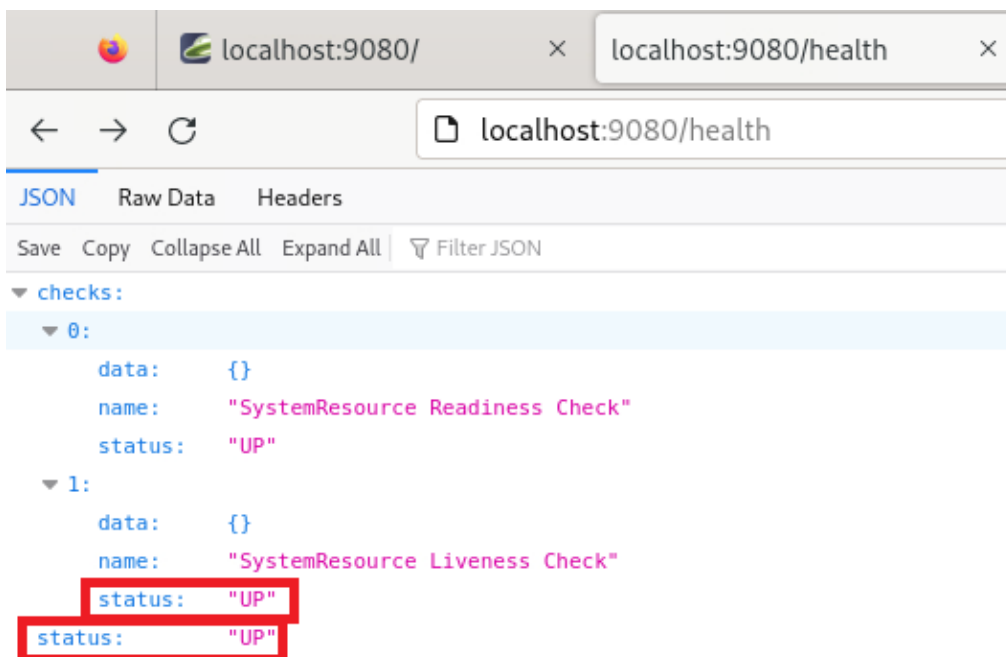 localhost:9080/ × localhost:9080/health ×
localhost:9080/health
JSON Raw Data Headers
Save Copy Collapse All Expand All Filter JSON
checks:
0:
data: {}
name: "SystemResource Readiness Check"
status: "UP"
1:
data: {}
name: "SystemResource Liveness Check"
status: "UP"
status: "UP"